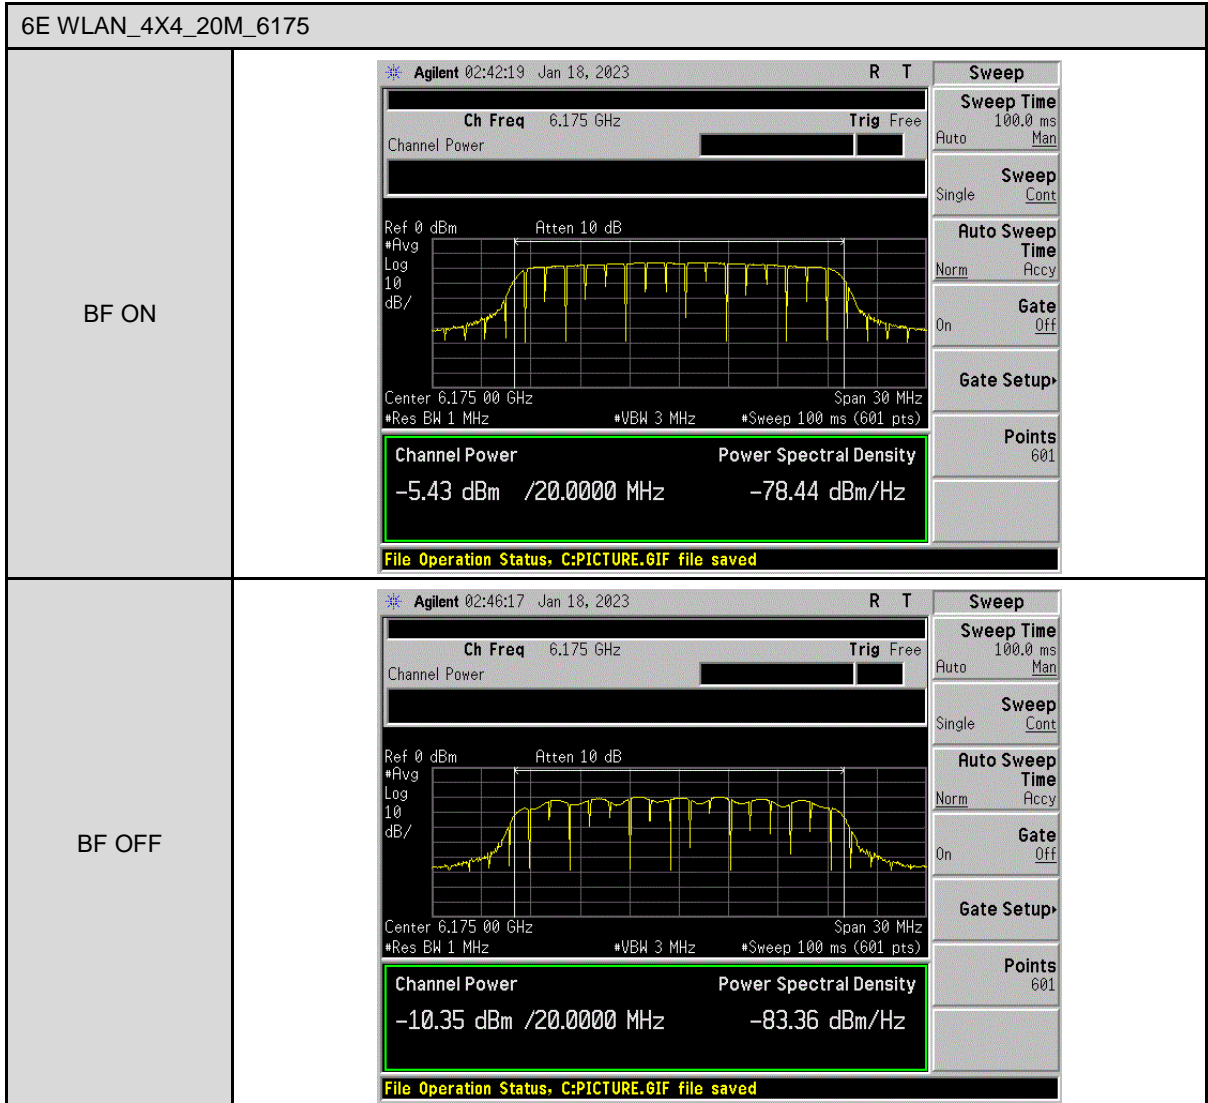 6E WLAN_4X4_20M_6175
BF ON
Agilent 02:42:19 Jan 18, 2023 R T
Sweep
Ch Freq 6.175 GHz Trig Free
Channel Power
Sweep Time
100.0 ms
Auto Man
Sweep
Single Cont
Ref 0 dBm Atten 10 dB
#Avg
Log
10
dB/
Auto Sweep
Time
Norm Accy
Gate
On Off
Gate Setup
Center 6.175 00 GHz Span 30 MHz
#Res BW 1 MHz #VBW 3 MHz #Sweep 100 ms (601 pts)
Points
601
Channel Power Power Spectral Density
-5.43 dBm /20.0000 MHz -78.44 dBm/Hz
File Operation Status, C:PICTURE.GIF file saved
BF OFF
Agilent 02:46:17 Jan 18, 2023 R T
Sweep
Ch Freq 6.175 GHz Trig Free
Channel Power
Sweep Time
100.0 ms
Auto Man
Sweep
Single Cont
Ref 0 dBm Atten 10 dB
#Avg
Log
10
dB/
Auto Sweep
Time
Norm Accy
Gate
On Off
Gate Setup
Center 6.175 00 GHz Span 30 MHz
#Res BW 1 MHz #VBW 3 MHz #Sweep 100 ms (601 pts)
Points
601
Channel Power Power Spectral Density
-10.35 dBm /20.0000 MHz -83.36 dBm/Hz
File Operation Status, C:PICTURE.GIF file saved